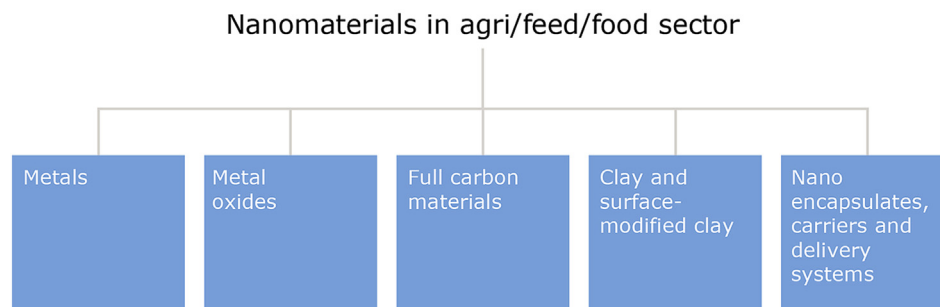 Nanomaterials in agri/feed/food sector
Metals
Metal
oxides
Full carbon
materials
Clay and
surface-
modified clay
Nano
encapsulates,
carriers and
delivery
systems